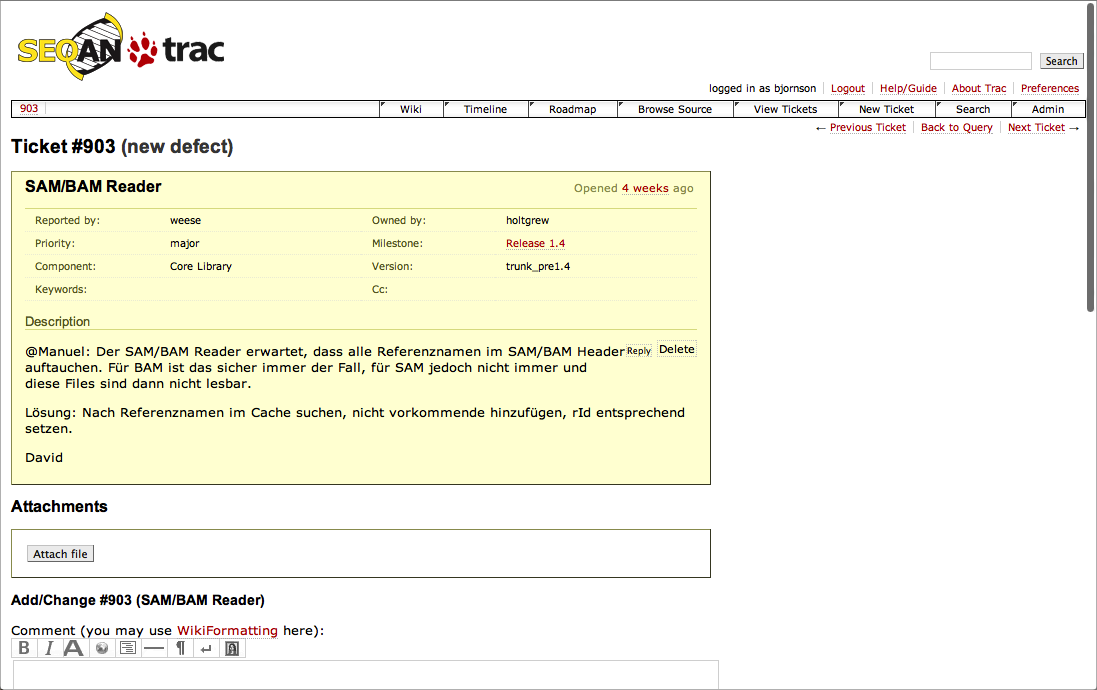 SEQAN trac
Search
logged in as bjornson Logout Help/Guide About Trac Preferences
903 Wiki Timeline Roadmap Browse Source View Tickets New Ticket Search Admin
← Previous Ticket Back to Query Next Ticket →
Ticket #903 (new defect)
SAM/BAM Reader Opened 4 weeks ago
Reported by: weese Owned by: holtgrew
Priority: major Milestone: Release 1.4
Component: Core Library Version: trunk_pre1.4
Keywords: Cc:
Description
@Manuel: Der SAM/BAM Reader erwartet, dass alle Referenznamen im SAM/BAM Header Reply Delete
auftauchen. Für BAM ist das sicher immer der Fall, für SAM jedoch nicht immer und
diese Files sind dann nicht lesbar.
Lösung: Nach Referenznamen im Cache suchen, nicht vorkommende hinzufügen, rId entsprechend
setzen.
David
Attachments
Attach file
Add/Change #903 (SAM/BAM Reader)
Comment (you may use WikiFormatting here):
B I A ¶ ↵